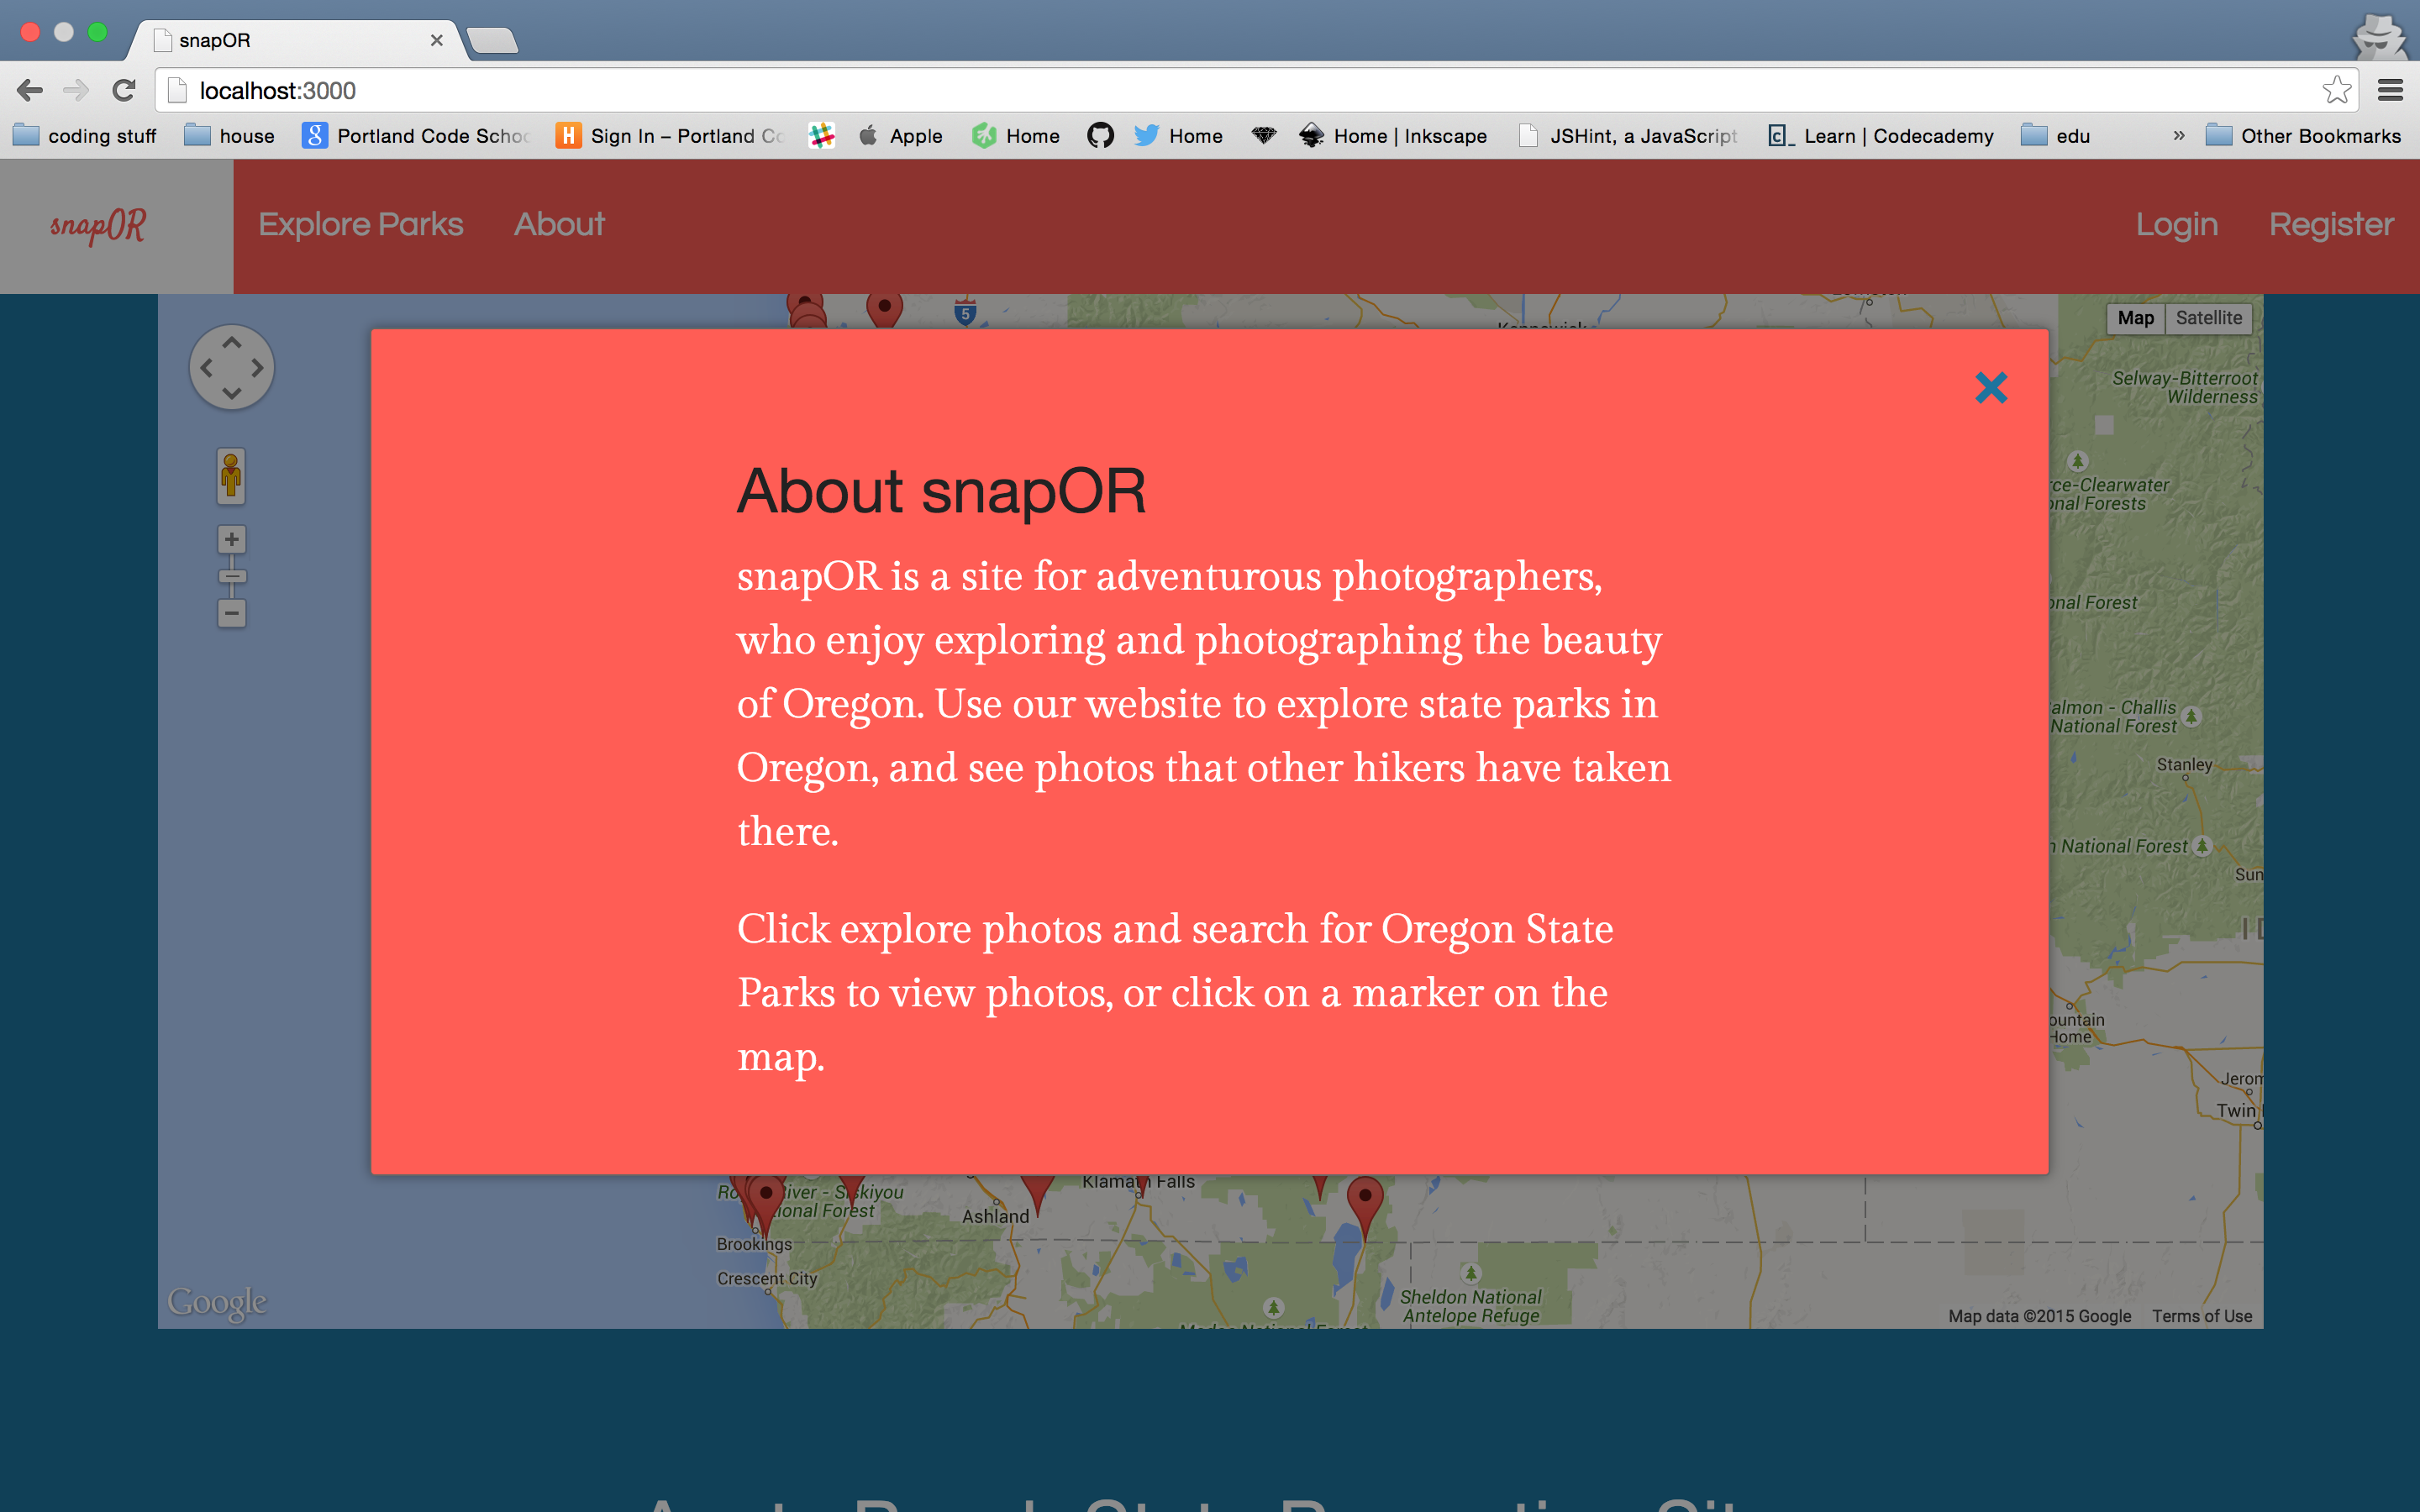 snapOR
localhost:3000
coding stuff house Portland Code Schoo Sign In – Portland Co Apple Home Home Home | Inkscape JSHint, a JavaScript Learn | Codecademy edu » Other Bookmarks
snapOR Explore Parks About Login Register
5
Map Satellite
Selway-Bitterroot
Wilderness
About snapOR
snapOR is a site for adventurous photographers,
who enjoy exploring and photographing the beauty
of Oregon. Use our website to explore state parks in
Oregon, and see photos that other hikers have taken
there.
Click explore photos and search for Oregon State
Parks to view photos, or click on a marker on the
map.
rce-Clearwater
onal Forests
onal Forest
almon - Challis
National Forest
Stanley
n National Forest
Sun
ountain
Home
Jerom
Twin
Klamath Falls
River - Siskiyou
tional Forest
Ashland
Brookings
Crescent City
Sheldon National
Antelope Refuge
Google
Map data ©2015 Google Terms of Use